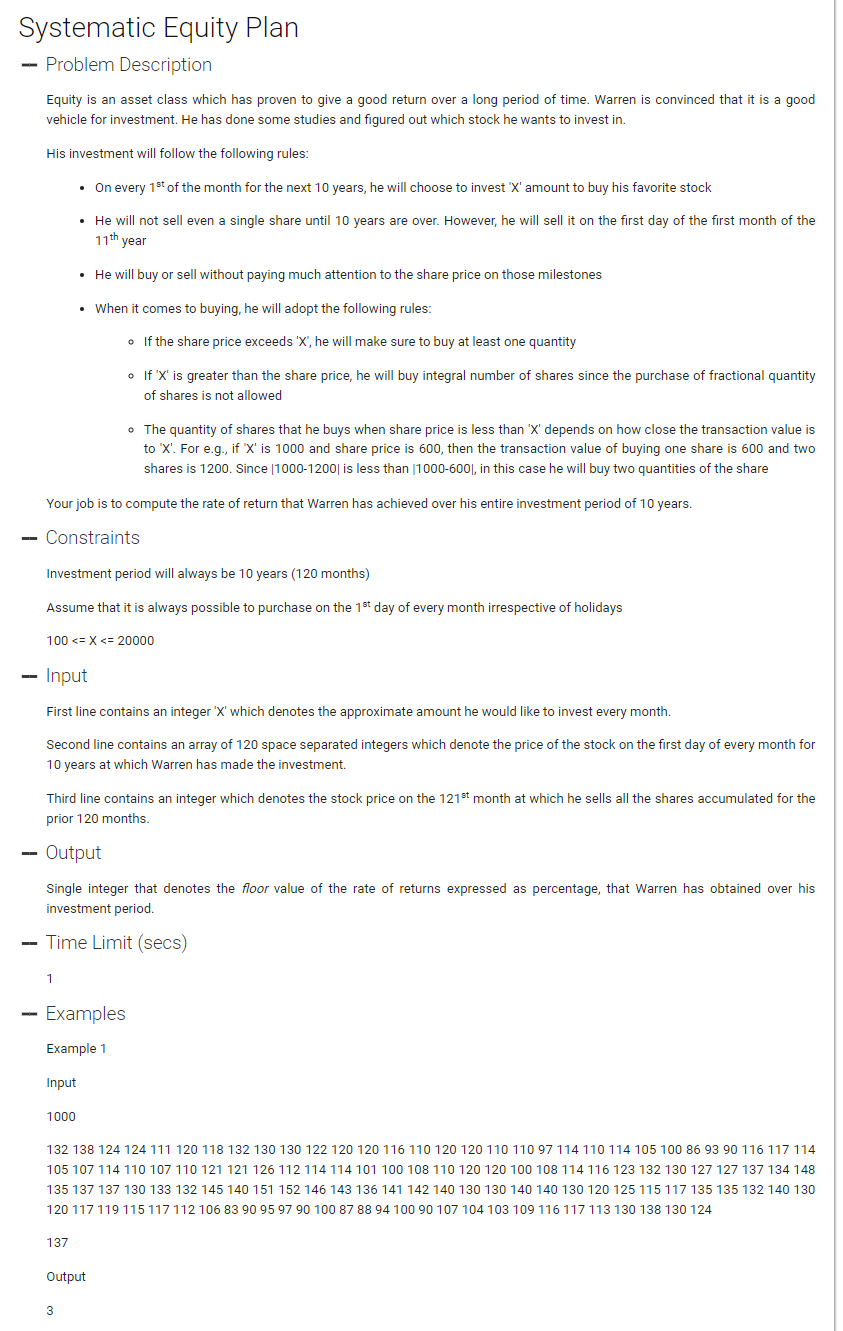 Systematic Equity Plan
Problem Description
Equity is an asset class which has proven to give a good return over a long period of time. Warren is convinced that it is a good
vehicle for investment. He has done some studies and figured out which stock he wants to invest in.
His investment will follow the following rules:
• On every 1st of the month for the next 10 years, he will choose to invest 'X' amount to buy his favorite stock
• He will not sell even a single share until 10 years are over. However, he will sell it on the first day of the first month of the
11th year
• He will buy or sell without paying much attention to the share price on those milestones
• When it comes to buying, he will adopt the following rules:
◦ If the share price exceeds 'X', he will make sure to buy at least one quantity
◦ If 'X' is greater than the share price, he will buy integral number of shares since the purchase of fractional quantity
of shares is not allowed
◦ The quantity of shares that he buys when share price is less than 'X' depends on how close the transaction value is
to 'X'. For e.g., if 'X' is 1000 and share price is 600, then the transaction value of buying one share is 600 and two
shares is 1200. Since |1000-1200| is less than |1000-600|, in this case he will buy two quantities of the share
Your job is to compute the rate of return that Warren has achieved over his entire investment period of 10 years.
Constraints
Investment period will always be 10 years (120 months)
Assume that it is always possible to purchase on the 1st day of every month irrespective of holidays
100 <= X <= 20000
Input
First line contains an integer 'X' which denotes the approximate amount he would like to invest every month.
Second line contains an array of 120 space separated integers which denote the price of the stock on the first day of every month for
10 years at which Warren has made the investment.
Third line contains an integer which denotes the stock price on the 121st month at which he sells all the shares accumulated for the
prior 120 months.
Output
Single integer that denotes the floor value of the rate of returns expressed as percentage, that Warren has obtained over his
investment period.
Time Limit (secs)
1
Examples
Example 1
Input
1000
132 138 124 124 111 120 118 132 130 130 122 120 120 116 110 120 120 110 110 97 114 110 114 105 100 86 93 90 116 117 114
105 107 114 110 107 110 121 121 126 112 114 114 101 100 108 110 120 120 100 108 114 116 123 132 130 127 127 137 134 148
135 137 137 130 133 132 145 140 151 152 146 143 136 141 142 140 130 130 140 140 130 120 125 115 117 135 135 132 140 130
120 117 119 115 117 112 106 83 90 95 97 90 100 87 88 94 100 90 107 104 103 109 116 117 113 130 138 130 124
137
Output
3